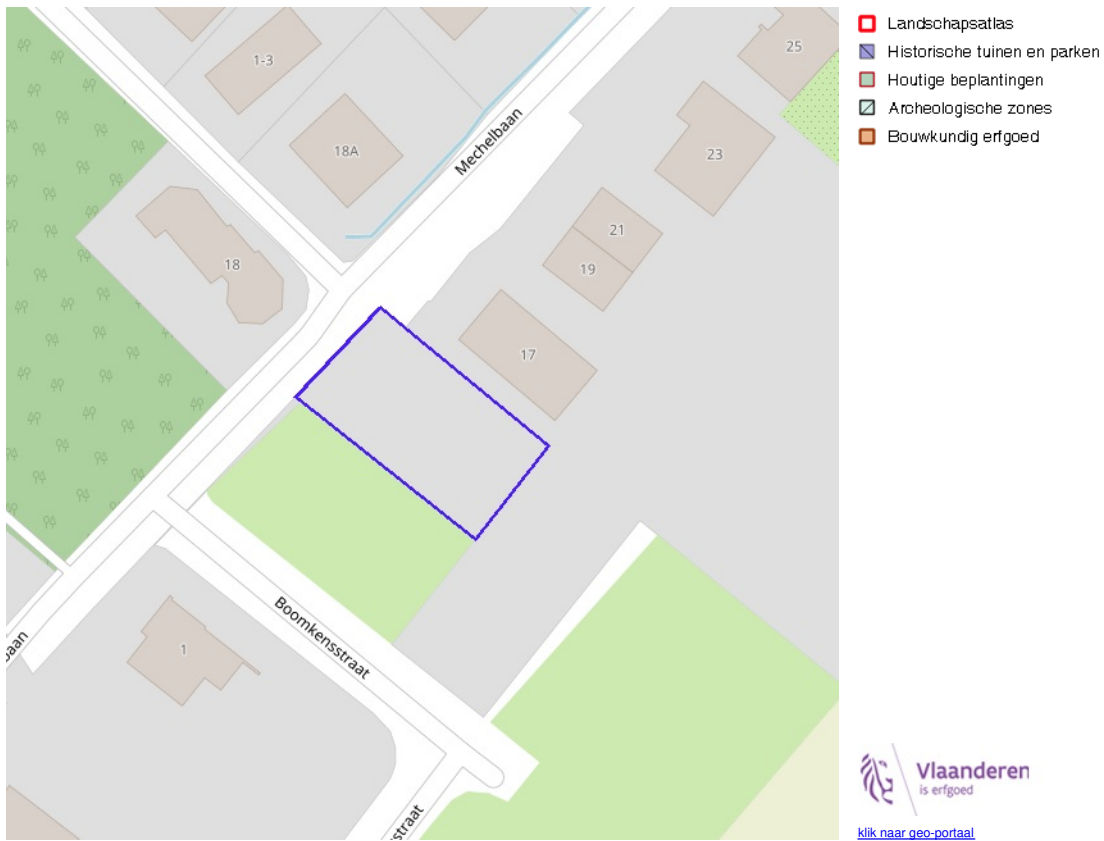 1-3
18A
Mechelbaan
25
23
21
19
18
17
Boomkensstraat
1
baan
straat
Landschapsatlas
Historische tuinen en parken
Houtige beplantingen
Archeologische zones
Bouwkundig erfgoed
Vlaanderen
is erfgoed
klik naar geo-portaal